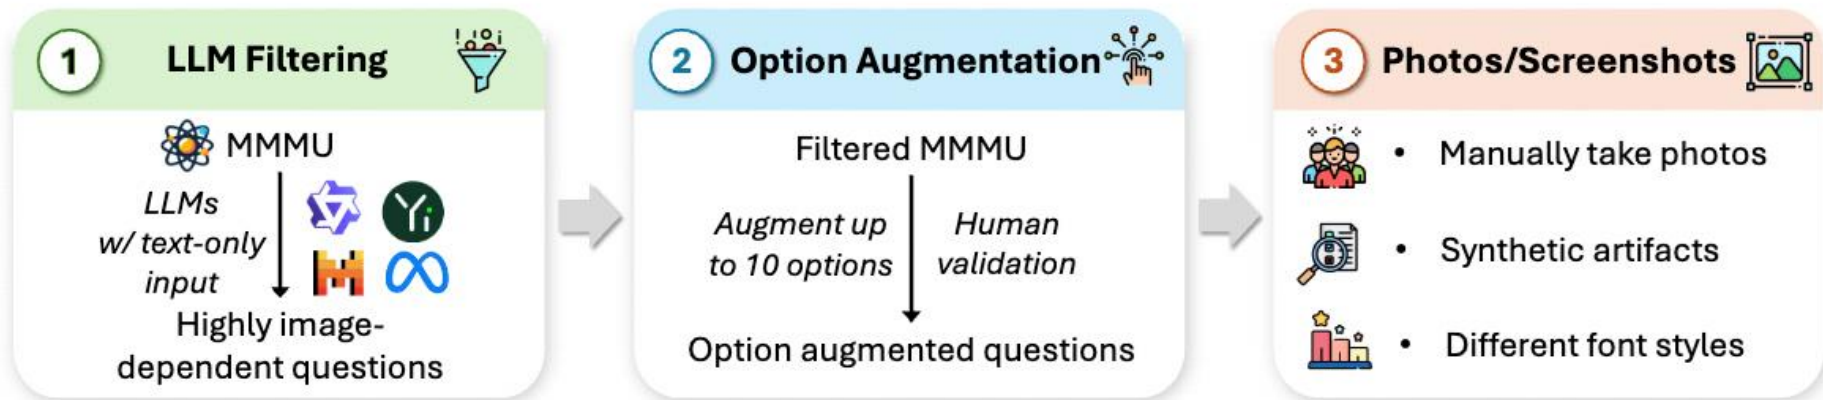 1 LLM Filtering
MMMU
LLMs
w/ text-only
input
Highly image-
dependent questions
2 Option Augmentation
Filtered MMMU
Augment up
to 10 options
Human
validation
Option augmented questions
3 Photos/Screenshots
• Manually take photos
• Synthetic artifacts
• Different font styles